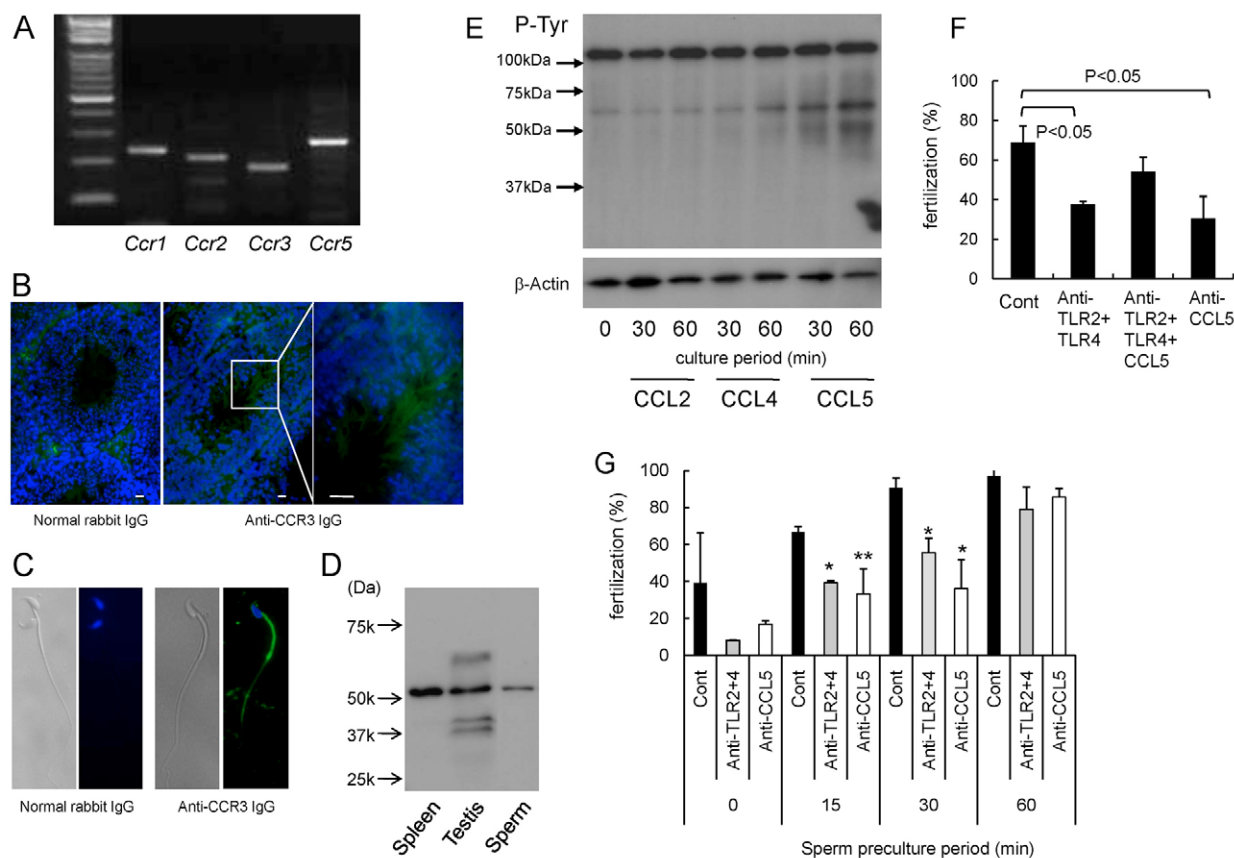 A
Ccr1 Ccr2 Ccr3 Ccr5
B
Normal rabbit IgG
Anti-CCR3 IgG
C
Normal rabbit IgG
Anti-CCR3 IgG
D
(Da)
75k
50k
37k
25k
Spleen Testis Sperm
E
P-Tyr
100kDa
75kDa
50kDa
37kDa
β-Actin
0 30 60 30 60 30 60
culture period (min)
CCL2 CCL4 CCL5
F
P<0.05
P<0.05
fertilization (%)
100
80
60
40
20
0
Cont
Anti-
TLR2+
TLR4
Anti-
TLR2+
TLR4+
CCL5
Anti-
CCL5
G
fertilization (%)
100
80
60
40
20
0
* ** * *
Cont Anti-TLR2+4 Anti-CCL5 Cont Anti-TLR2+4 Anti-CCL5 Cont Anti-TLR2+4 Anti-CCL5 Cont Anti-TLR2+4 Anti-CCL5
0 15 30 60
Sperm preculture period (min)